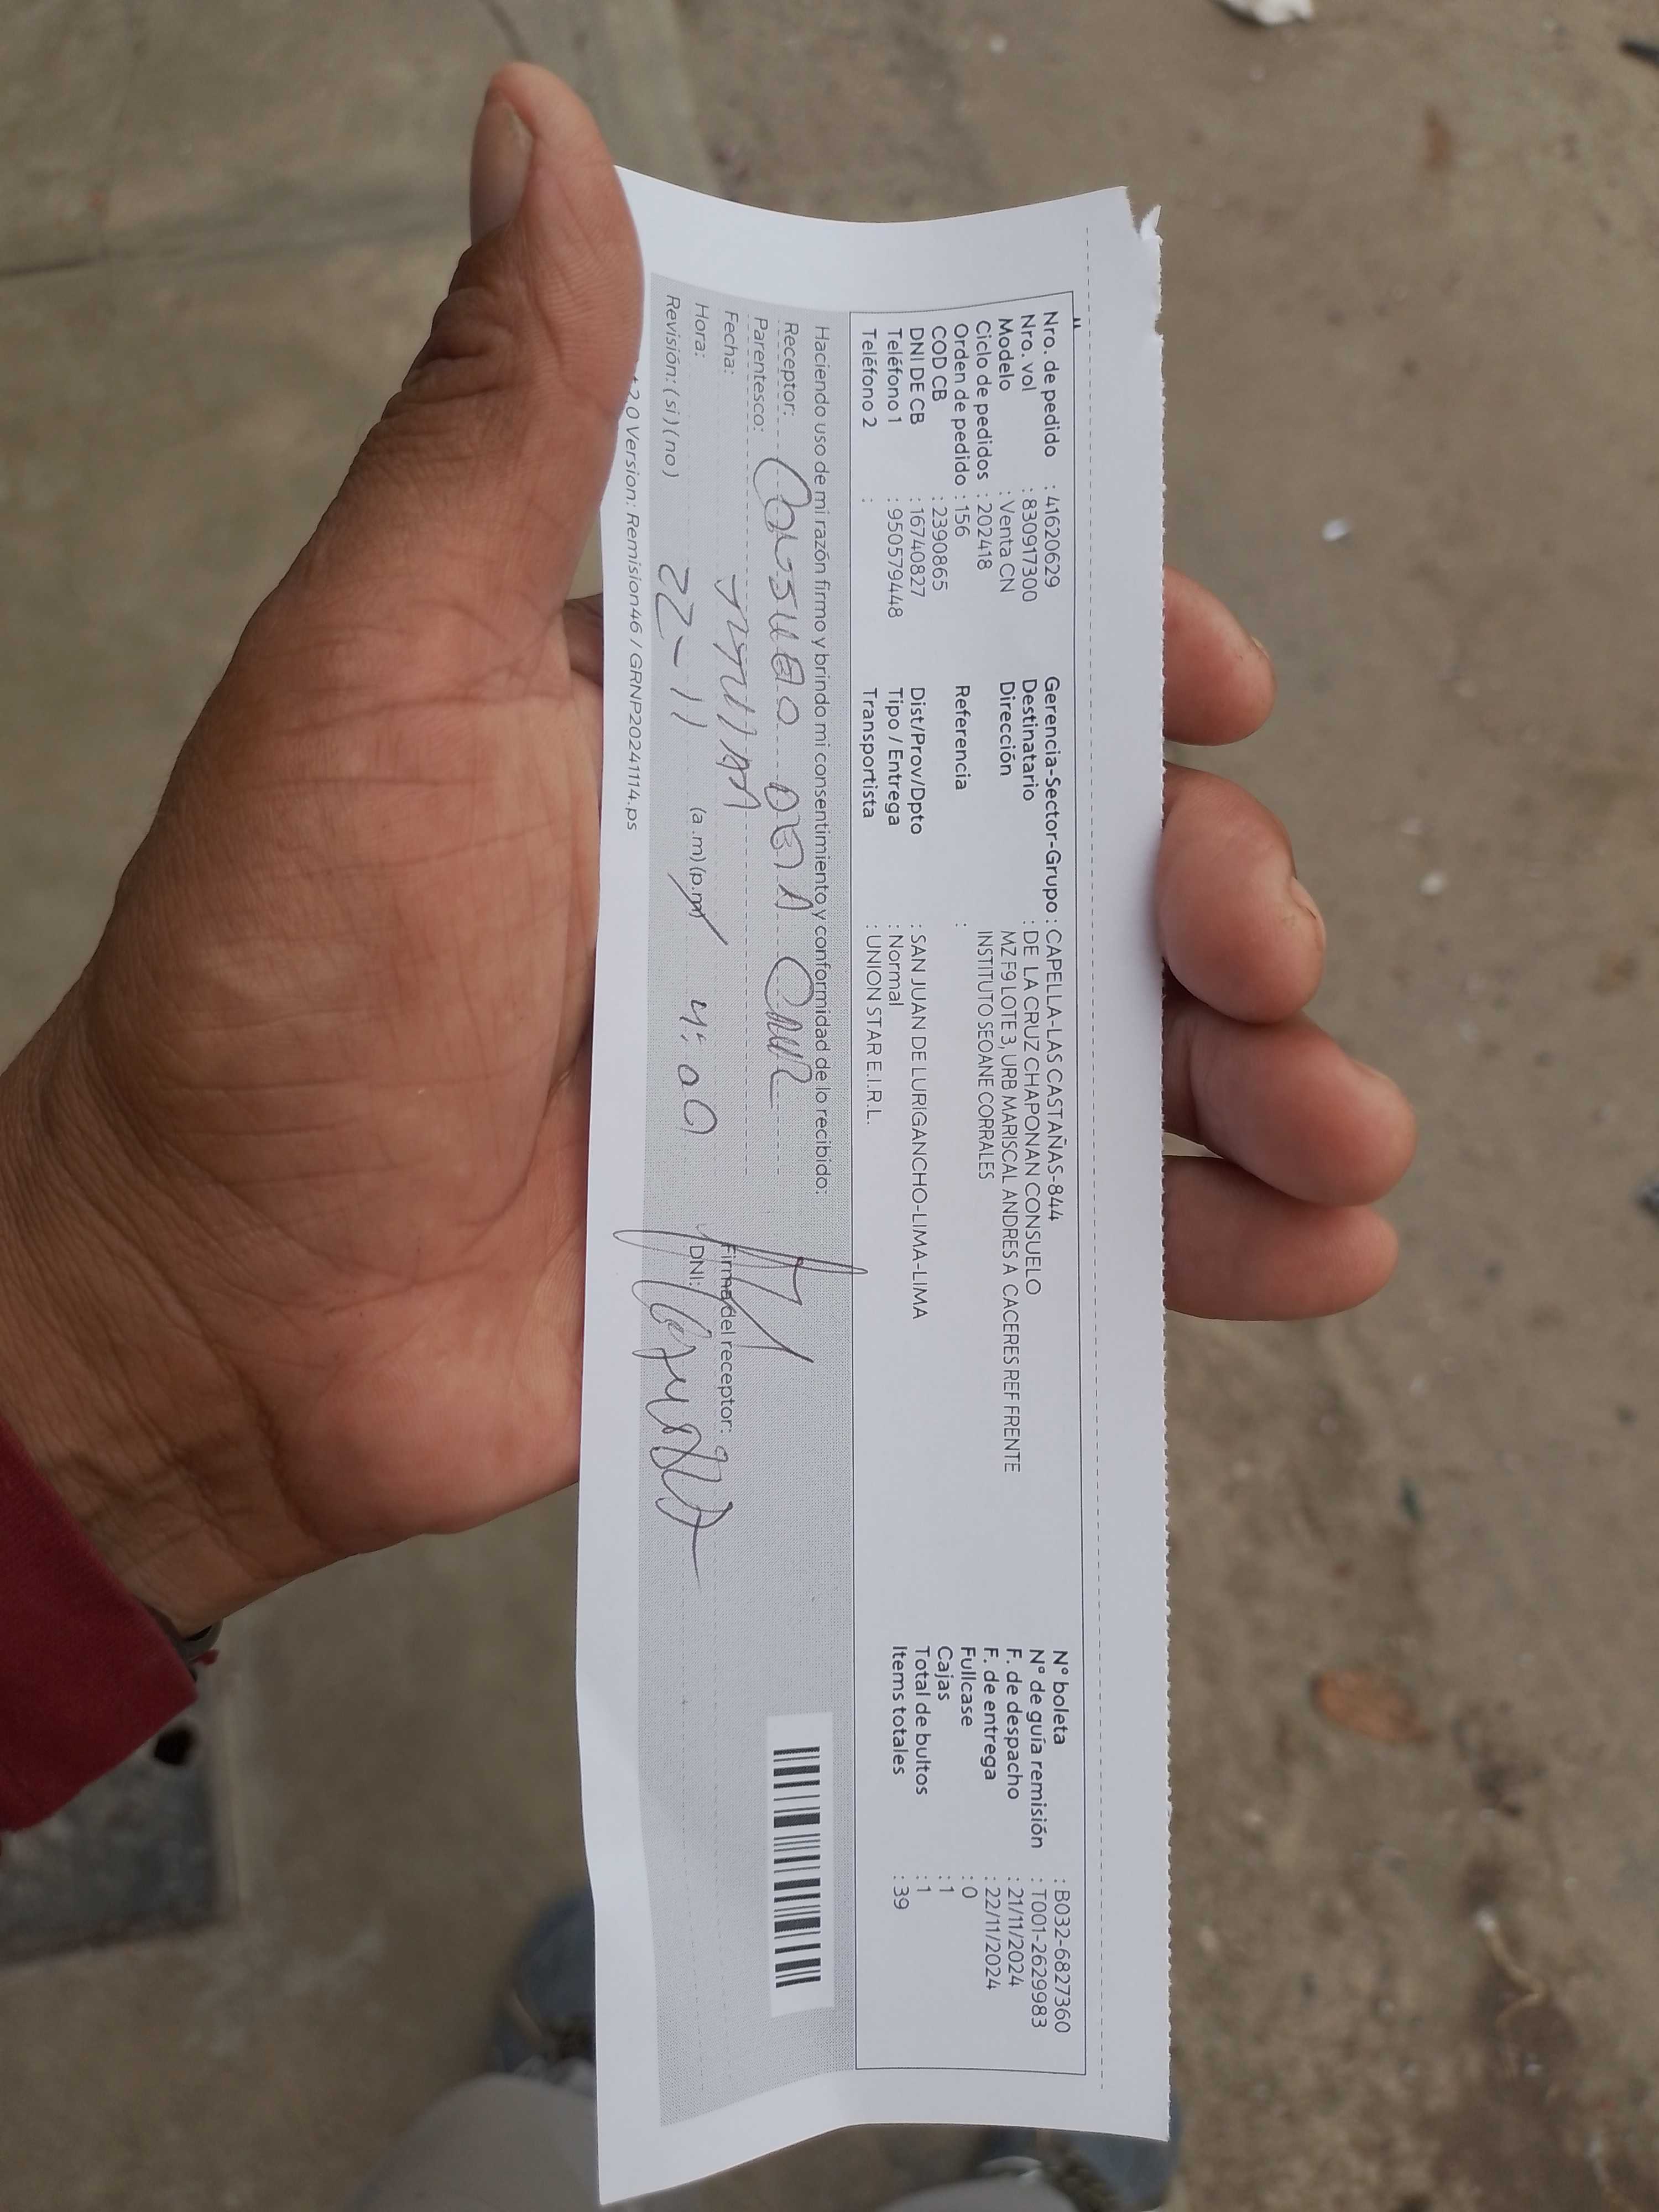 Nro. de pedido : 41620629
Nro. vol : 830917300
Modelo : Venta CN
Ciclo de pedidos : 202418
Orden de pedido : 156
COD CB : 2390865
DNI DE CB : 16740827
Teléfono 1 : 950579448
Teléfono 2 :
Gerencia-Sector-Grupo : CAPELLA-LAS CASTAÑAS-844
Destinatario : DE LA CRUZ CHAPONAN CONSUELO
Dirección : MZ F9 LOTE 3, URB MARISCAL ANDRES A CACERES REF FRENTE
INSTITUTO SEOANE CORRALES
Referencia :
Dist/Prov/Dpto : SAN JUAN DE LURIGANCHO-LIMA-LIMA
Tipo / Entrega : Normal
Transportista : UNION STAR E.I.R.L.
N° boleta : B032-6827360
N° de guía remisión : T001-2629983
F. de despacho : 21/11/2024
F. de entrega : 22/11/2024
Fullcase : 0
Cajas : 1
Total de bultos : 1
Items totales : 39
Haciendo uso de mi razón firmo y brindo mi consentimiento y conformidad de lo recibido:
Receptor: Consuelo
Parentesco:
Fecha: 22-11
Hora: (a.m)(p.m) 4:00
Revisión: (si) (no)
Firma del receptor:
DNI:
2.0 Version: Remision46 / GRNP20241114.ps